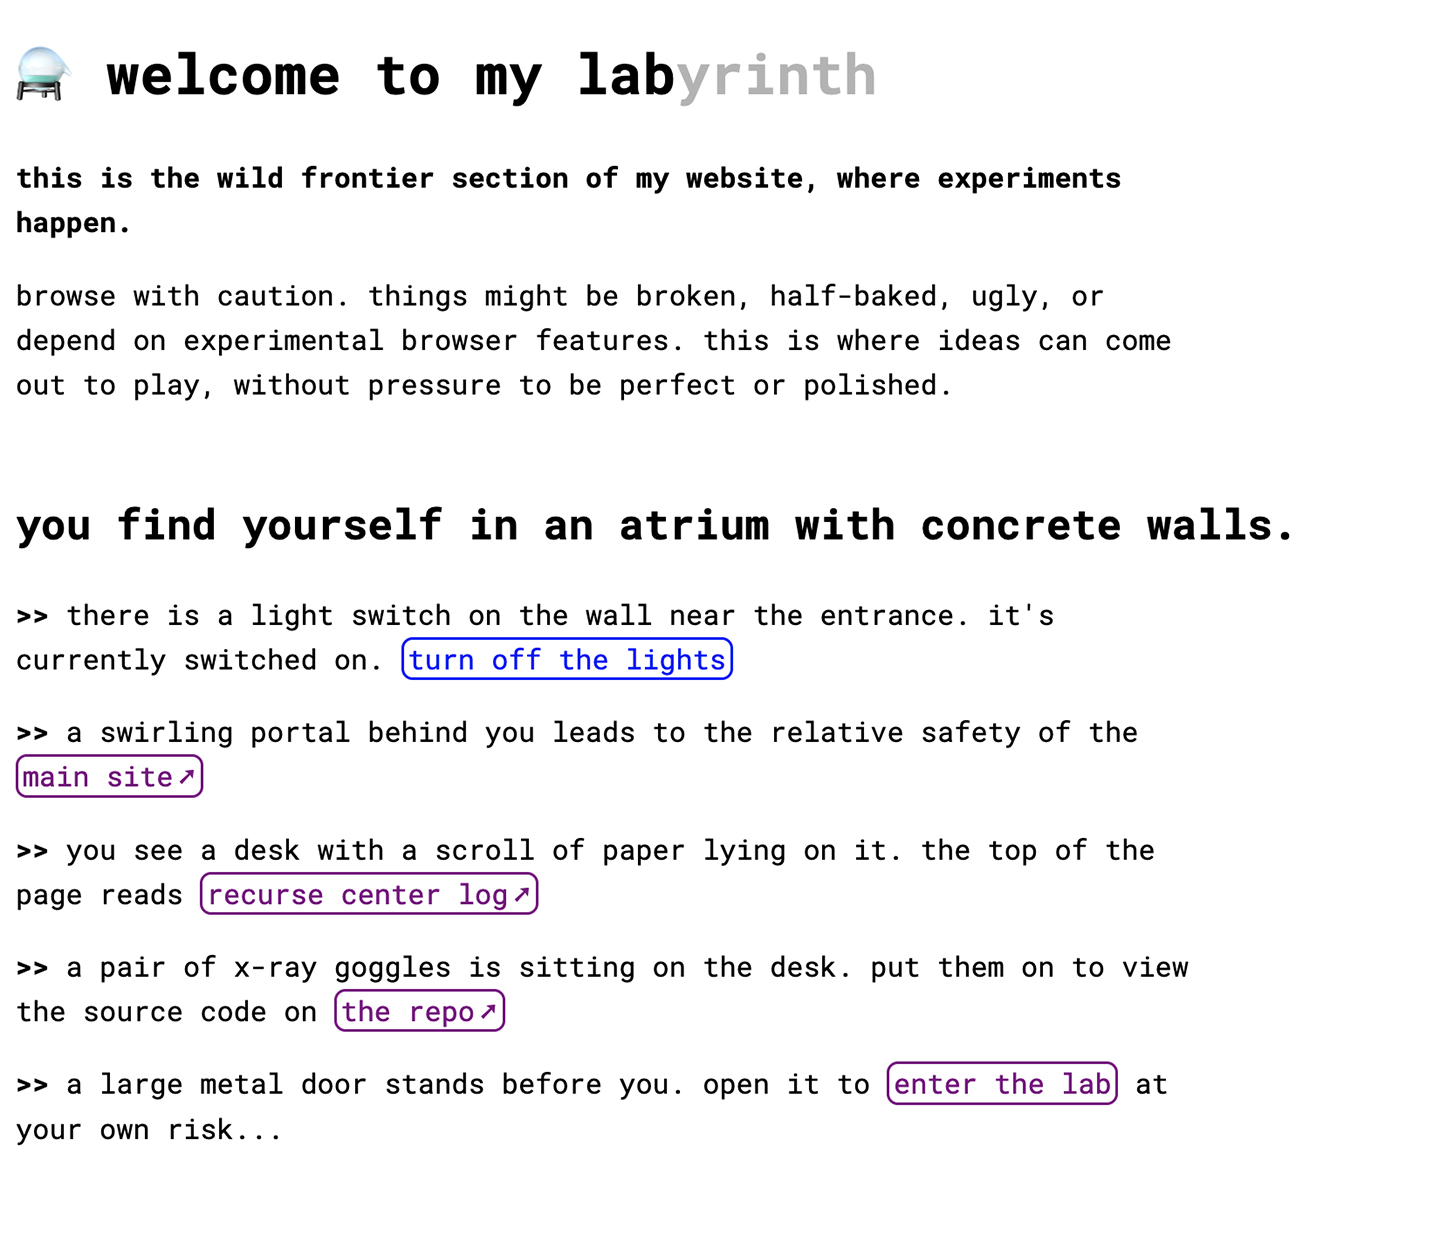 welcome to my labyrinth
this is the wild frontier section of my website, where experiments
happen.
browse with caution. things might be broken, half-baked, ugly, or
depend on experimental browser features. this is where ideas can come
out to play, without pressure to be perfect or polished.
you find yourself in an atrium with concrete walls.
>> there is a light switch on the wall near the entrance. it's
currently switched on. turn off the lights
>> a swirling portal behind you leads to the relative safety of the
main site↗
>> you see a desk with a scroll of paper lying on it. the top of the
page reads recurse center log↗
>> a pair of x-ray goggles is sitting on the desk. put them on to view
the source code on the repo↗
>> a large metal door stands before you. open it to enter the lab at
your own risk...